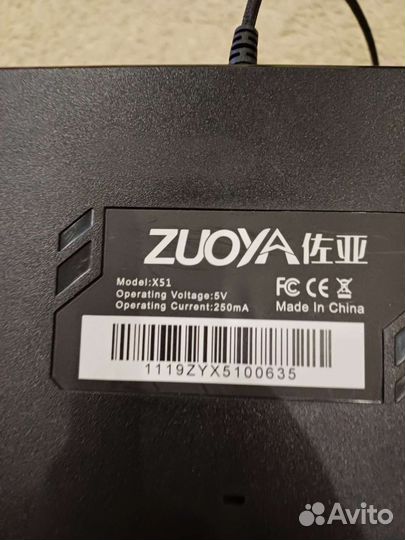 ZUOYA佐亚
Model:X51
Operating Voltage:5V
Operating Current:250mA
FC CE
Made In China
1119ZYX5100635
Avito